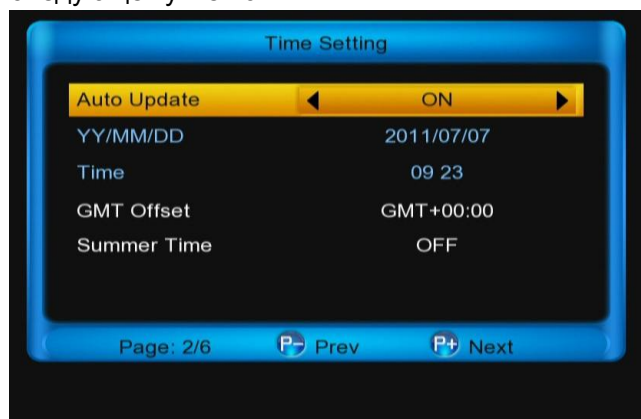 Time Setting
Auto Update ON
YY/MM/DD 2011/07/07
Time 09 23
GMT Offset GMT+00:00
Summer Time OFF
Page: 2/6 P- Prev P+ Next